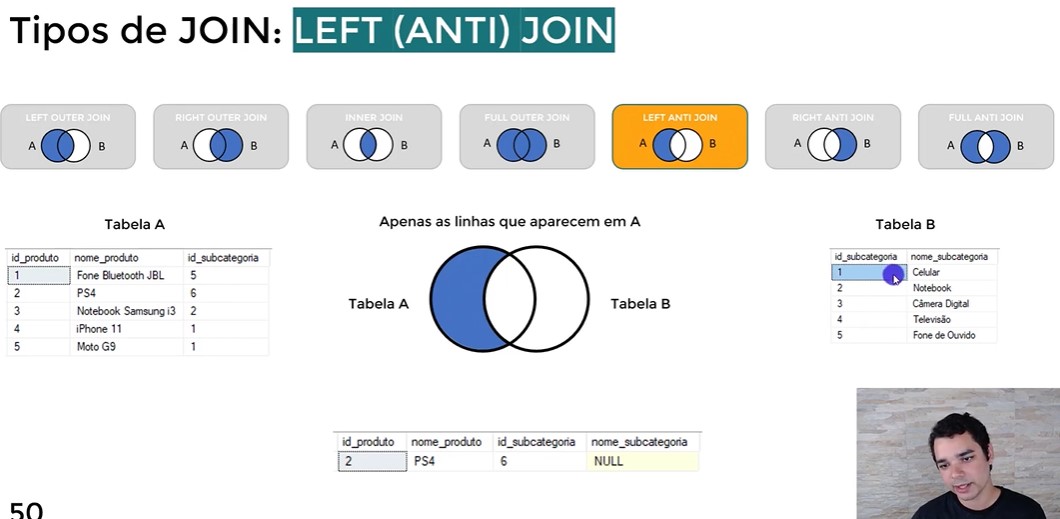 Tipos de JOIN: LEFT (ANTI) JOIN
LEFT OUTER JOIN
A B
RIGHT OUTER JOIN
A B
INNER JOIN
A B
FULL OUTER JOIN
A B
LEFT ANTI JOIN
A B
RIGHT ANTI JOIN
A B
FULL ANTI JOIN
A B
Tabela A
id_produto nome_produto id_subcategoria
1 Fone Bluetooth JBL 5
2 PS4 6
3 Notebook Samsung i3 2
4 iPhone 11 1
5 Moto G9 1
Apenas as linhas que aparecem em A
Tabela A Tabela B
Tabela B
id_subcategoria nome_subcategoria
1 Celular
2 Notebook
3 Câmera Digital
4 Televisão
5 Fone de Ouvido
id_produto nome_produto id_subcategoria nome_subcategoria
2 PS4 6 NULL
50